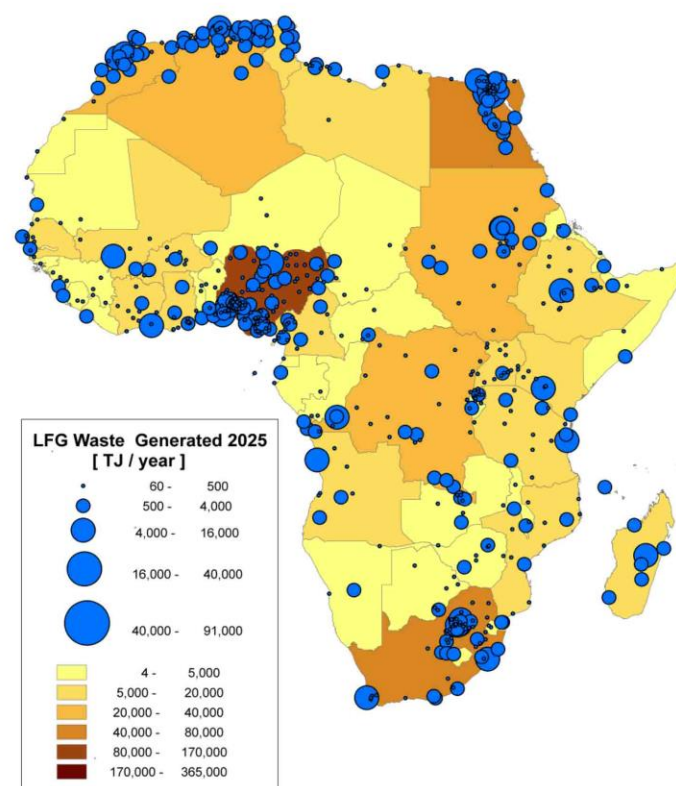 LFG Waste Generated 2025
[ TJ / year ]
60 - 500
500 - 4,000
4,000 - 16,000
16,000 - 40,000
40,000 - 91,000
4 - 5,000
5,000 - 20,000
20,000 - 40,000
40,000 - 80,000
80,000 - 170,000
170,000 - 365,000